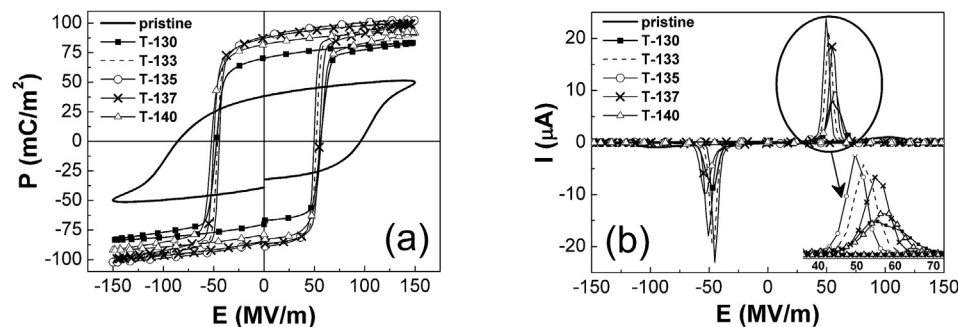 pristine
T-130
T-133
T-135
T-137
T-140
P (mC/m²)
100
75
50
25
0
-25
-50
-75
-100
-150 -100 -50 0 50 100 150
E (MV/m)
(a)
pristine
T-130
T-133
T-135
T-137
T-140
I (μA)
20
10
0
-10
-20
40 50 60 70
-150 -100 -50 0 50 100 150
E (MV/m)
(b)